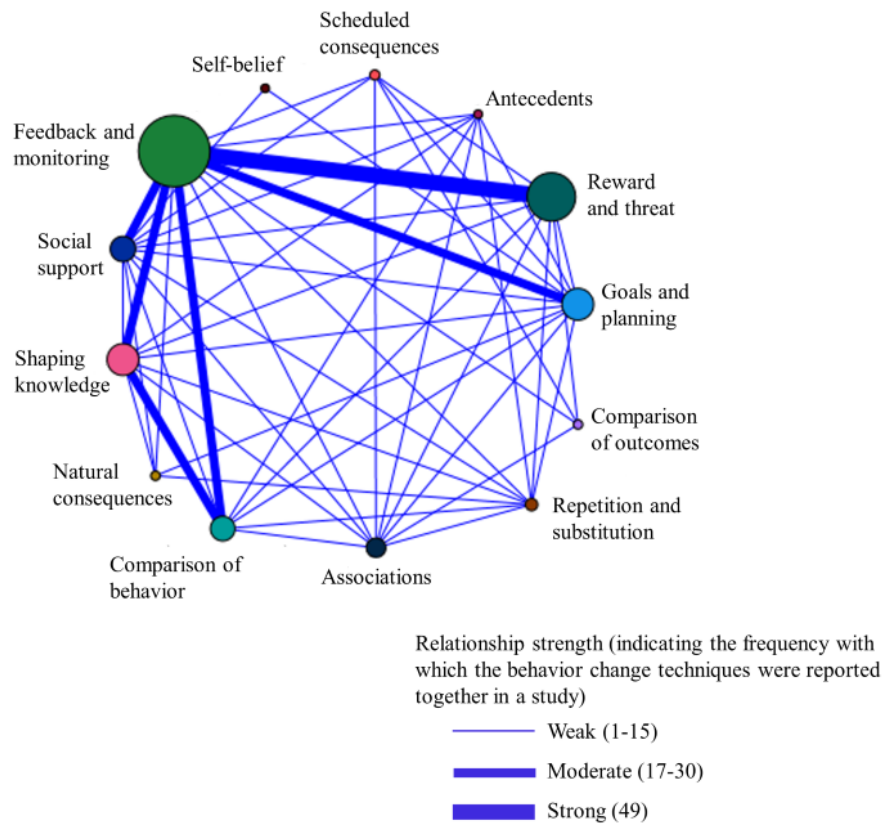 Scheduled
consequences
Self-belief
Antecedents
Feedback and
monitoring
Reward
and threat
Social
support
Goals and
planning
Shaping
knowledge
Comparison
of outcomes
Natural
consequences
Repetition and
substitution
Comparison of
behavior
Associations
Relationship strength (indicating the frequency with
which the behavior change techniques were reported
together in a study)
Weak (1-15)
Moderate (17-30)
Strong (49)